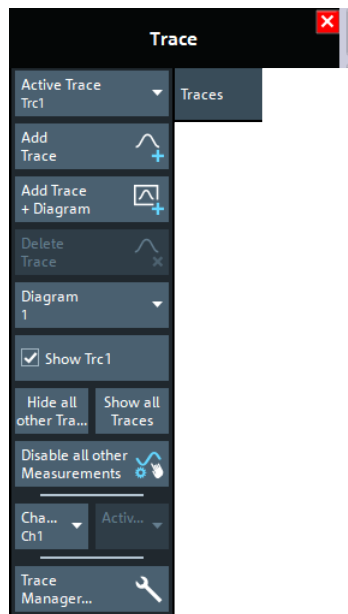 Trace
Active Trace
Trc1
Traces
Add
Trace
Add Trace
+ Diagram
Delete
Trace
Diagram
1
Show Trc1
Hide all
other Tra...
Show all
Traces
Disable all other
Measurements
Cha...
Ch1
Activ...
Trace
Manager...